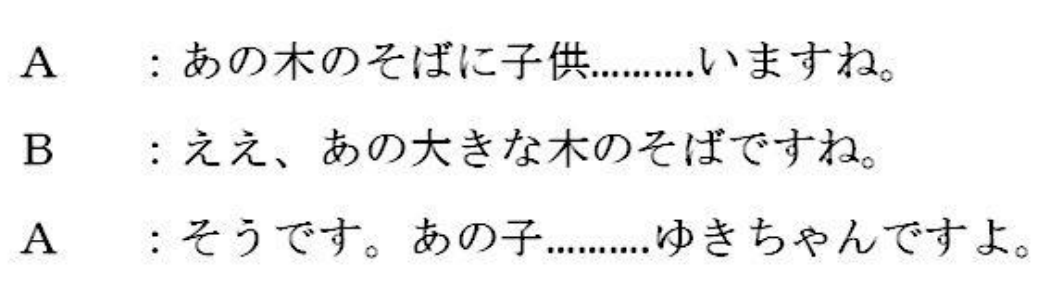 A : あの木のそばに子供..........いますね。
B : ええ、あの大きな木のそばですね。
A : そうです。あの子..........ゆきちゃんですよ。